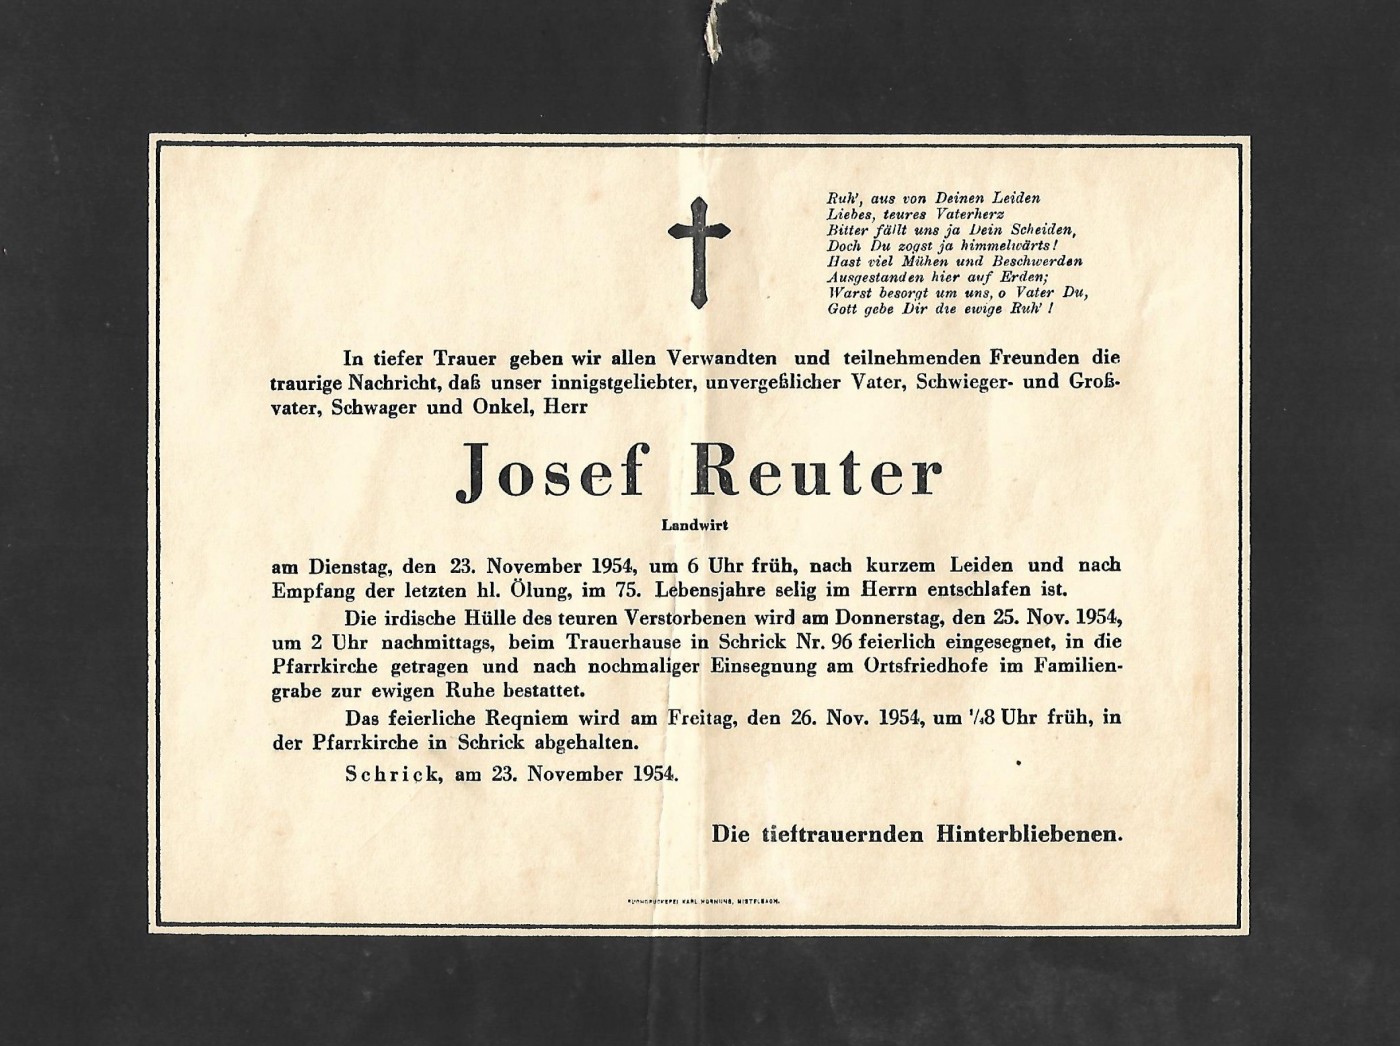 Ruh', aus von Deinen Leiden
Liebes, teures Vaterherz
Bitter fällt uns ja Dein Scheiden,
Doch Du zogst ja himmelwärts!
Hast viel Mühen und Beschwerden
Ausgestanden hier auf Erden;
Warst besorgt um uns, o Vater Du,
Gott gebe Dir die ewige Ruh'!
In tiefer Trauer geben wir allen Verwandten und teilnehmenden Freunden die
traurige Nachricht, daß unser innigstgeliebter, unvergeßlicher Vater, Schwieger- und Groß-
vater, Schwager und Onkel, Herr
Josef Reuter
Landwirt
am Dienstag, den 23. November 1954, um 6 Uhr früh, nach kurzem Leiden und nach
Empfang der letzten hl. Ölung, im 75. Lebensjahre selig im Herrn entschlafen ist.
Die irdische Hülle des teuren Verstorbenen wird am Donnerstag, den 25. Nov. 1954,
um 2 Uhr nachmittags, beim Trauerhause in Schrick Nr. 96 feierlich eingesegnet, in die
Pfarrkirche getragen und nach nochmaliger Einsegnung am Ortsfriedhofe im Familien-
grabe zur ewigen Ruhe bestattet.
Das feierliche Reqniem wird am Freitag, den 26. Nov. 1954, um 1/48 Uhr früh, in
der Pfarrkirche in Schrick abgehalten.
Schrick, am 23. November 1954.
Die tieftrauernden Hinterbliebenen.
BUCHDRUCKEREI KARL HORNUNG, MISTELBACH.